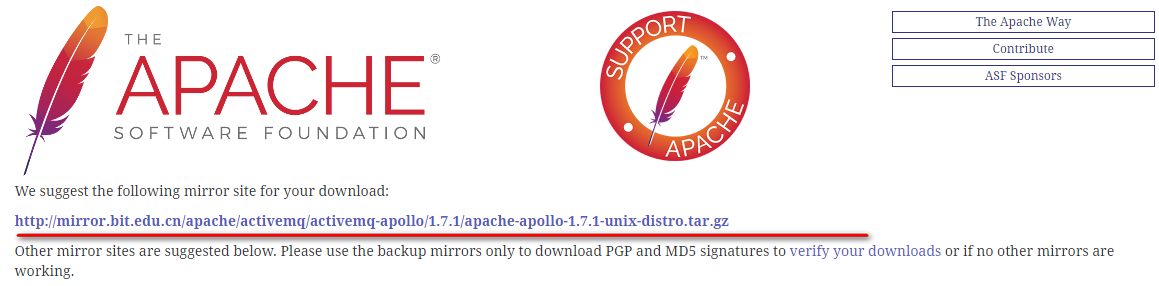 THE
APACHE®
SOFTWARE FOUNDATION
SUPPORT
APACHE
TM
The Apache Way
Contribute
ASF Sponsors
We suggest the following mirror site for your download:
http://mirror.bit.edu.cn/apache/activemq/activemq-apollo/1.7.1/apache-apollo-1.7.1-unix-distro.tar.gz
Other mirror sites are suggested below. Please use the backup mirrors only to download PGP and MD5 signatures to verify your downloads or if no other mirrors are
working.